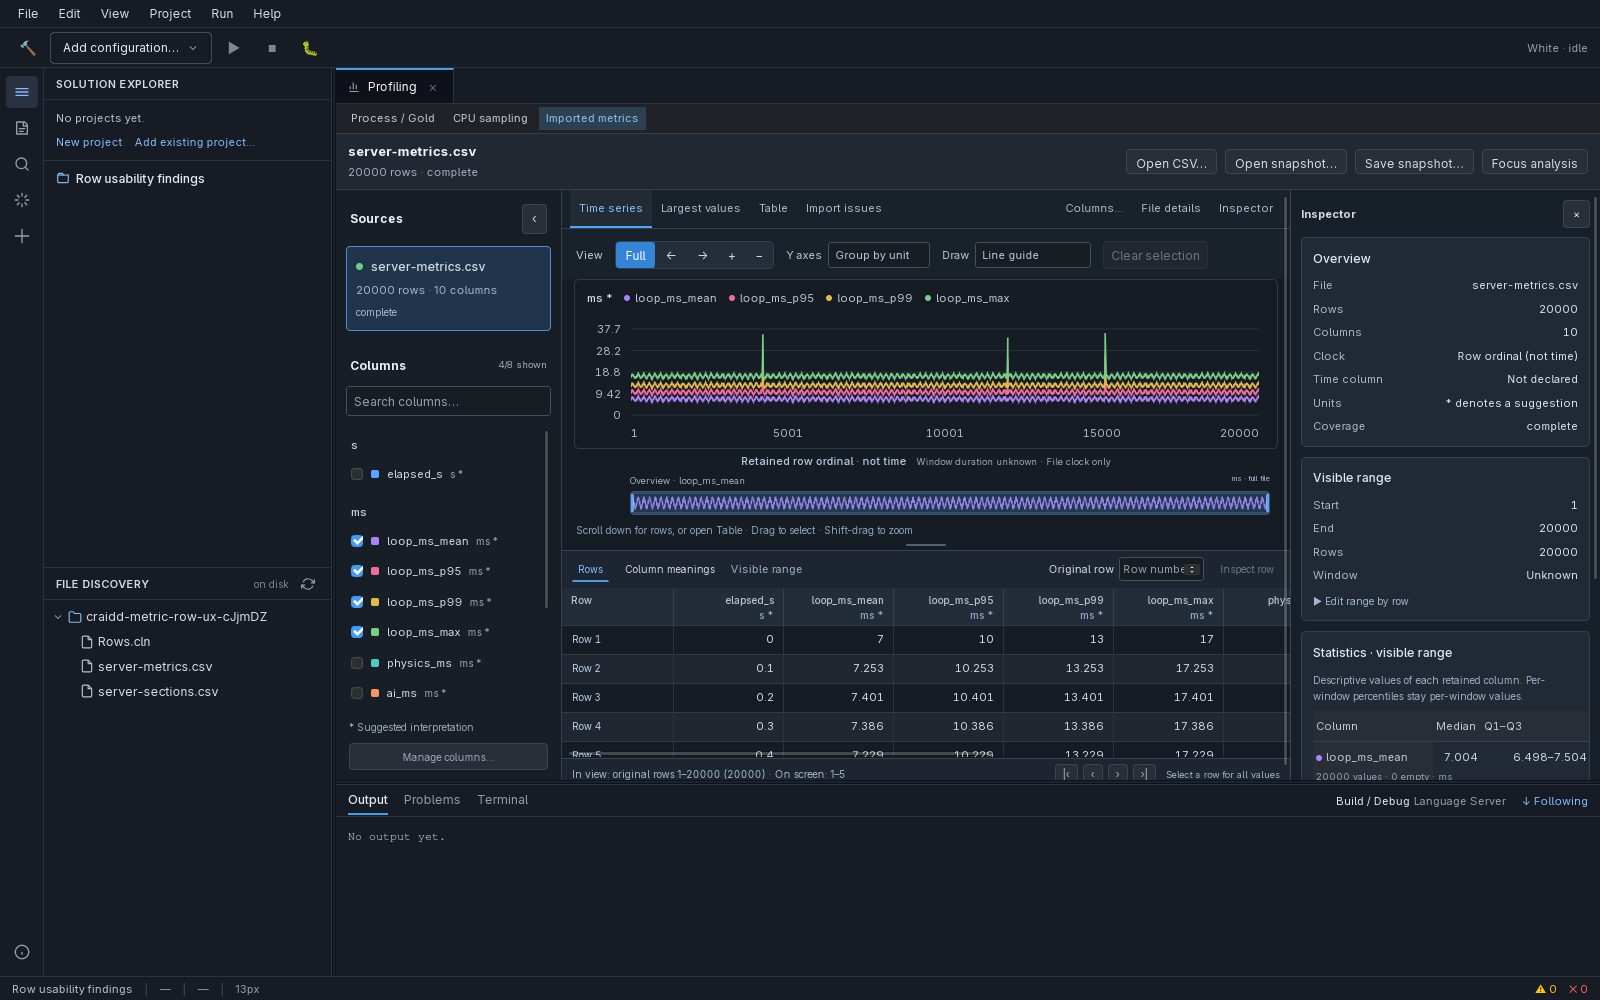 File Edit View Project Run Help
Add configuration...
White · idle
SOLUTION EXPLORER
No projects yet.
New project Add existing project...
Row usability findings
FILE DISCOVERY on disk
craidd-metric-row-ux-cJjmDZ
Rows.cln
server-metrics.csv
server-sections.csv
Profiling ×
Process / Gold CPU sampling Imported metrics
server-metrics.csv
20000 rows · complete
Open CSV... Open snapshot... Save snapshot... Focus analysis
Sources ‹
server-metrics.csv
20000 rows · 10 columns
complete
Columns 4/8 shown
Search columns...
s
elapsed_s s *
ms
loop_ms_mean ms *
loop_ms_p95 ms *
loop_ms_p99 ms *
loop_ms_max ms *
physics_ms ms *
ai_ms ms *
* Suggested interpretation
Manage columns...
Time series Largest values Table Import issues Columns... File details Inspector
View Full ← → + − Y axes Group by unit Draw Line guide Clear selection
ms * loop_ms_mean loop_ms_p95 loop_ms_p99 loop_ms_max
37.7
28.2
18.8
9.42
0
1 5001 10001 15000 20000
Retained row ordinal · not time Window duration unknown · File clock only
Overview · loop_ms_mean ms · full file
Scroll down for rows, or open Table · Drag to select · Shift-drag to zoom
Rows Column meanings Visible range Original row Row numbe Inspect row
Row elapsed_s loop_ms_mean loop_ms_p95 loop_ms_p99 loop_ms_max phys
s * ms * ms * ms * ms *
Row 1 0 7 10 13 17
Row 2 0.1 7.253 10.253 13.253 17.253
Row 3 0.2 7.401 10.401 13.401 17.401
Row 4 0.3 7.386 10.386 13.386 17.386
Row 5 0.4 7.229 10.229 13.229 17.229
In view: original rows 1–20000 (20000) · On screen: 1–5 |‹ ‹ › ›| Select a row for all values
Inspector ×
Overview
File server-metrics.csv
Rows 20000
Columns 10
Clock Row ordinal (not time)
Time column Not declared
Units * denotes a suggestion
Coverage complete
Visible range
Start 1
End 20000
Rows 20000
Window Unknown
▶ Edit range by row
Statistics · visible range
Descriptive values of each retained column. Per-
window percentiles stay per-window values.
Column Median Q1–Q3
loop_ms_mean 7.004 6.498–7.504
20000 values · 0 empty · ms
Output Problems Terminal
Build / Debug Language Server ↓ Following
No output yet.
Row usability findings | — | — | 13px
0 0